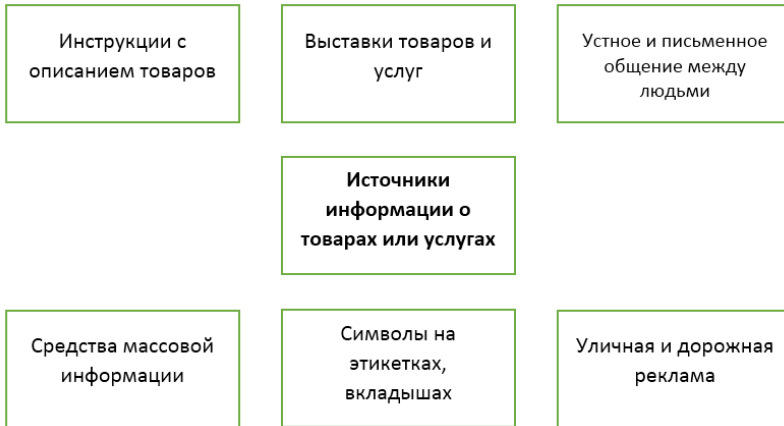 Инструкции с
описанием товаров
Выставки товаров и
услуг
Устное и письменное
общение между
людьми
Источники
информации о
товарах или услугах
Средства массовой
информации
Символы на
этикетках,
вкладышах
Уличная и дорожная
реклама